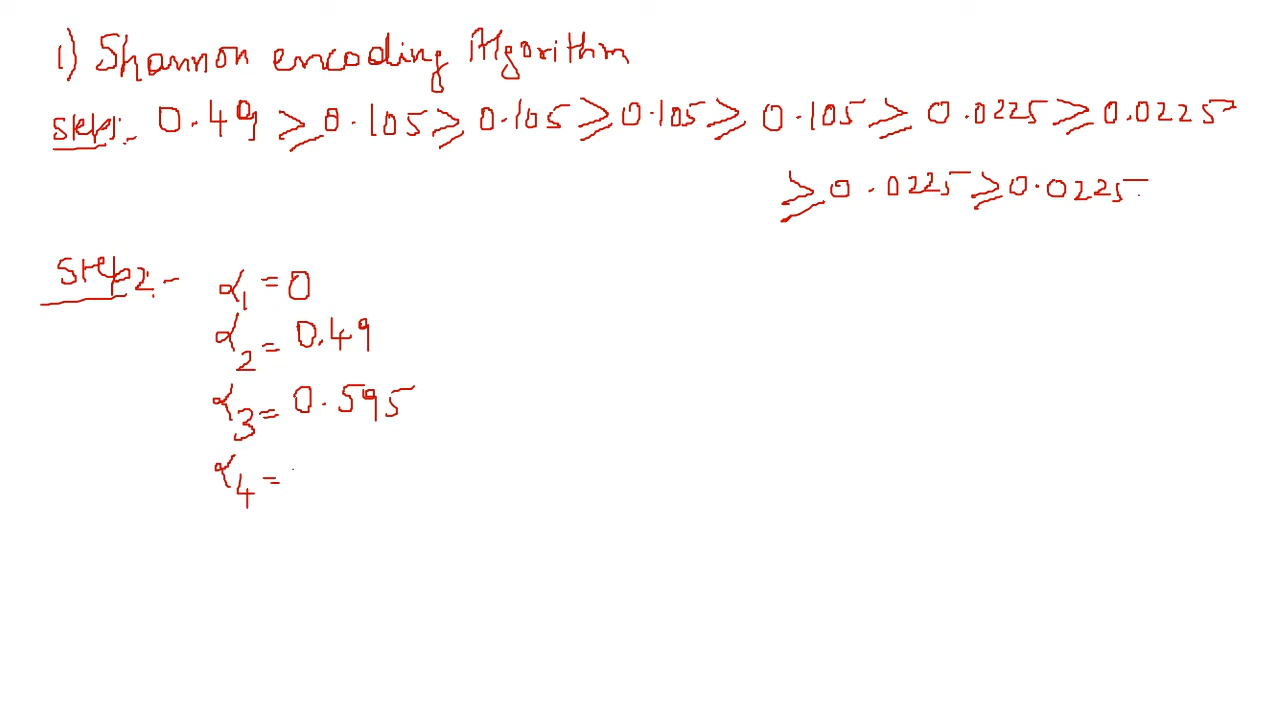 1) Shannon encoding Algorithm
Step1:- 0.49 ≥ 0.105 ≥ 0.105 ≥ 0.105 ≥ 0.105 ≥ 0.0225 ≥ 0.0225
≥ 0.0225 ≥ 0.0225
Step2:- α1 = 0
α2 = 0.49
α3 = 0.595
α4 =